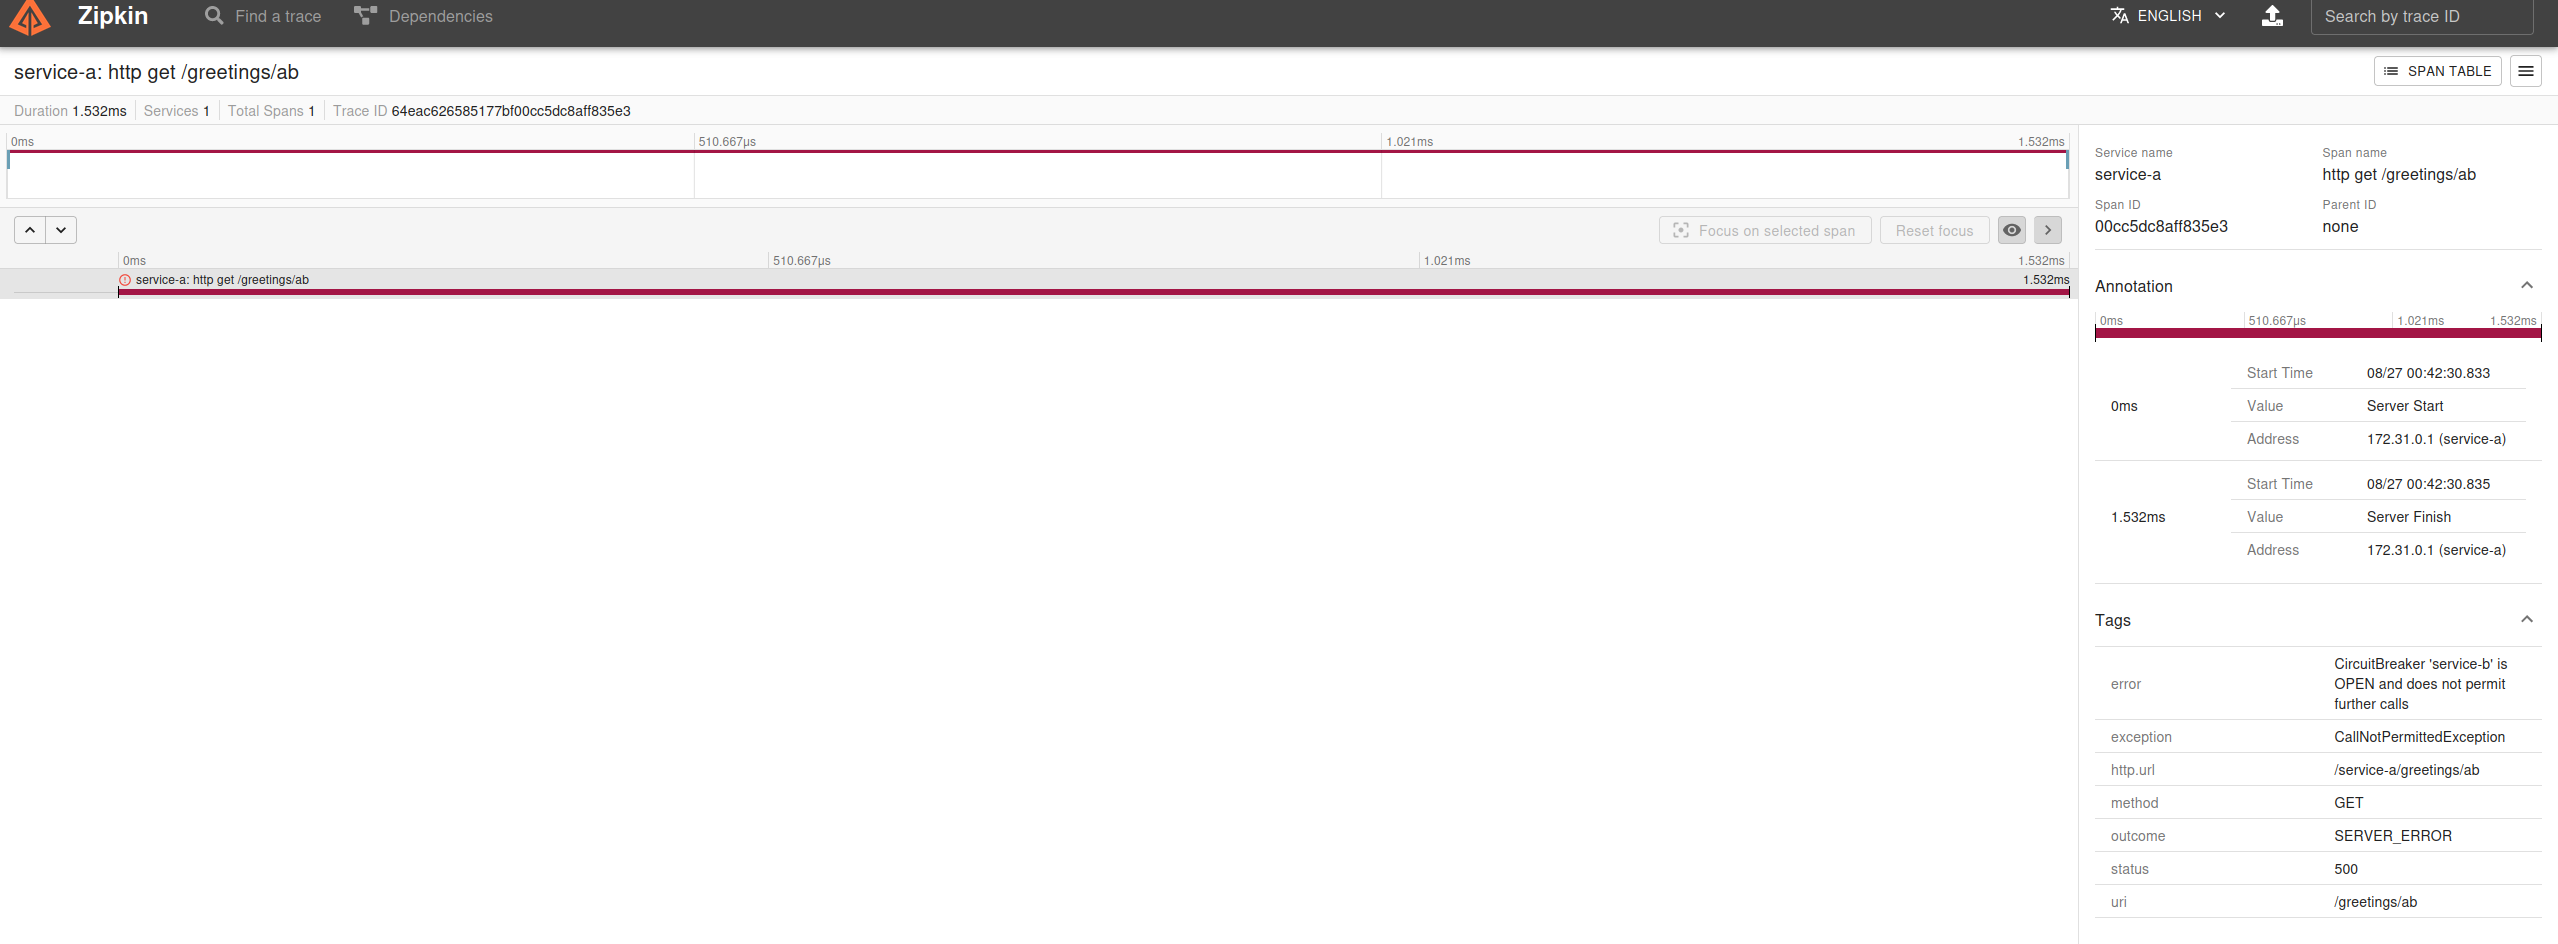 Zipkin
Find a trace
Dependencies
ENGLISH
Search by trace ID
service-a: http get /greetings/ab
SPAN TABLE
Duration 1.532ms
Services 1
Total Spans 1
Trace ID 64eac626585177bf00cc5dc8aff835e3
0ms 510.667μs 1.021ms 1.532ms
Focus on selected span
Reset focus
0ms 510.667μs 1.021ms 1.532ms
service-a: http get /greetings/ab 1.532ms
Service name Span name
service-a http get /greetings/ab
Span ID Parent ID
00cc5dc8aff835e3 none
Annotation
0ms 510.667μs 1.021ms 1.532ms
Start Time 08/27 00:42:30.833
0ms Value Server Start
Address 172.31.0.1 (service-a)
Start Time 08/27 00:42:30.835
1.532ms Value Server Finish
Address 172.31.0.1 (service-a)
Tags
error
CircuitBreaker 'service-b' is
OPEN and does not permit
further calls
exception CallNotPermittedException
http.url /service-a/greetings/ab
method GET
outcome SERVER_ERROR
status 500
uri /greetings/ab